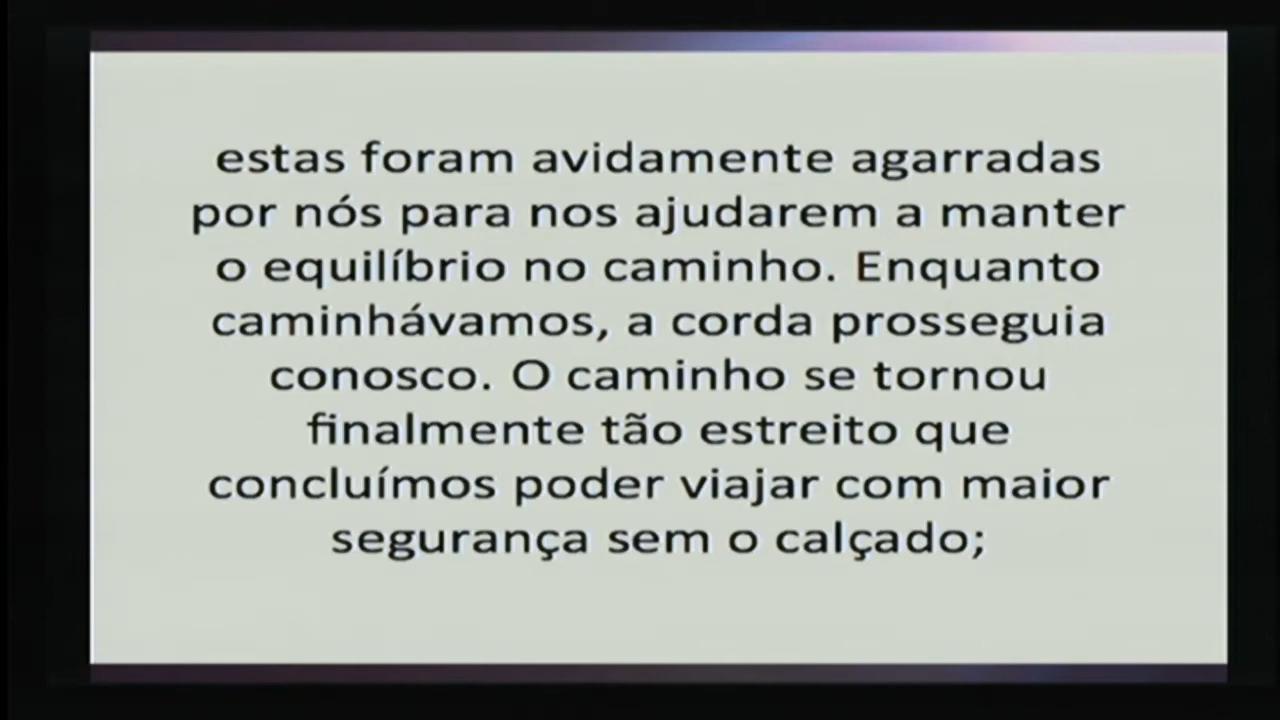 estas foram avidamente agarradas
por nós para nos ajudarem a manter
o equilíbrio no caminho. Enquanto
caminhávamos, a corda prosseguia
conosco. O caminho se tornou
finalmente tão estreito que
concluímos poder viajar com maior
segurança sem o calçado;